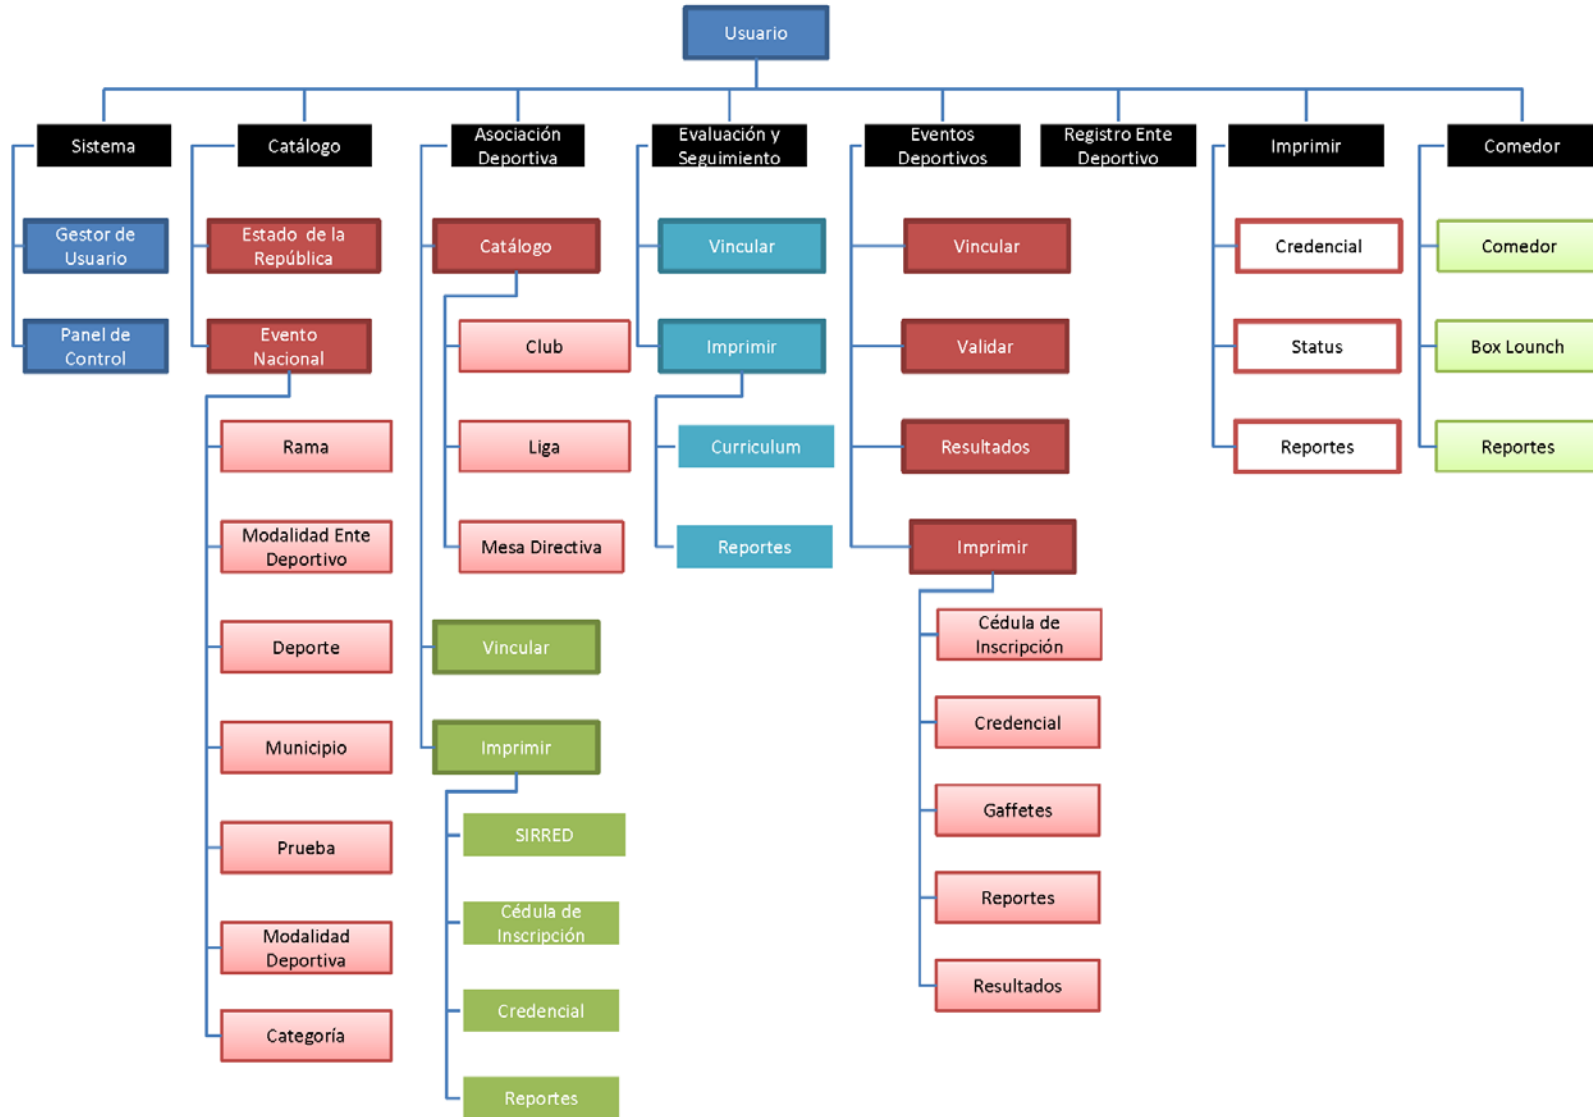 Usuario
Sistema
Catálogo
Asociación
Deportiva
Evaluación y
Seguimiento
Eventos
Deportivos
Registro Ente
Deportivo
Imprimir
Comedor
Gestor de
Usuario
Panel de
Control
Estado de la
República
Evento
Nacional
Rama
Modalidad Ente
Deportivo
Deporte
Municipio
Prueba
Modalidad
Deportiva
Categoría
Catálogo
Club
Liga
Mesa Directiva
Vincular
Imprimir
SIRRED
Cédula de
Inscripción
Credencial
Reportes
Vincular
Imprimir
Curriculum
Reportes
Vincular
Validar
Resultados
Imprimir
Cédula de
Inscripción
Credencial
Gaffetes
Reportes
Resultados
Credencial
Status
Reportes
Comedor
Box Lounch
Reportes